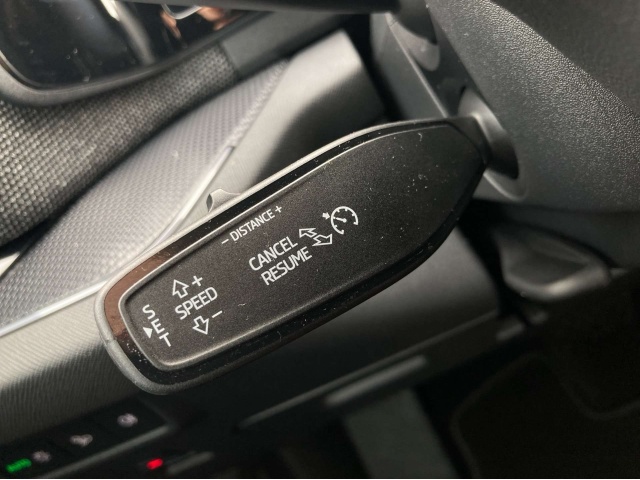 - DISTANCE +
CANCEL
RESUME
+
SPEED
-
SET